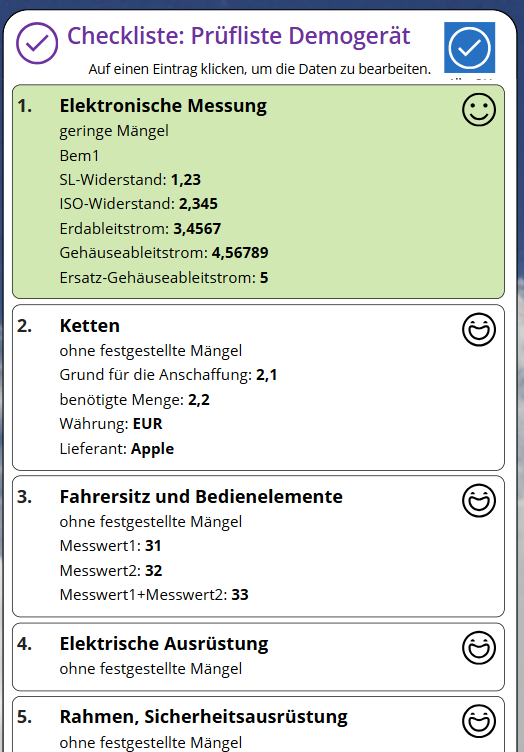 Checkliste: Prüfliste Demogerät
Auf einen Eintrag klicken, um die Daten zu bearbeiten.
1. Elektronische Messung
geringe Mängel
Bem1
SL-Widerstand: 1,23
ISO-Widerstand: 2,345
Erdableitstrom: 3,4567
Gehäuseableitstrom: 4,56789
Ersatz-Gehäuseableitstrom: 5
2. Ketten
ohne festgestellte Mängel
Grund für die Anschaffung: 2,1
benötigte Menge: 2,2
Währung: EUR
Lieferant: Apple
3. Fahrersitz und Bedienelemente
ohne festgestellte Mängel
Messwert1: 31
Messwert2: 32
Messwert1+Messwert2: 33
4. Elektrische Ausrüstung
ohne festgestellte Mängel
5. Rahmen, Sicherheitsausrüstung
ohne festgestellte Mängel